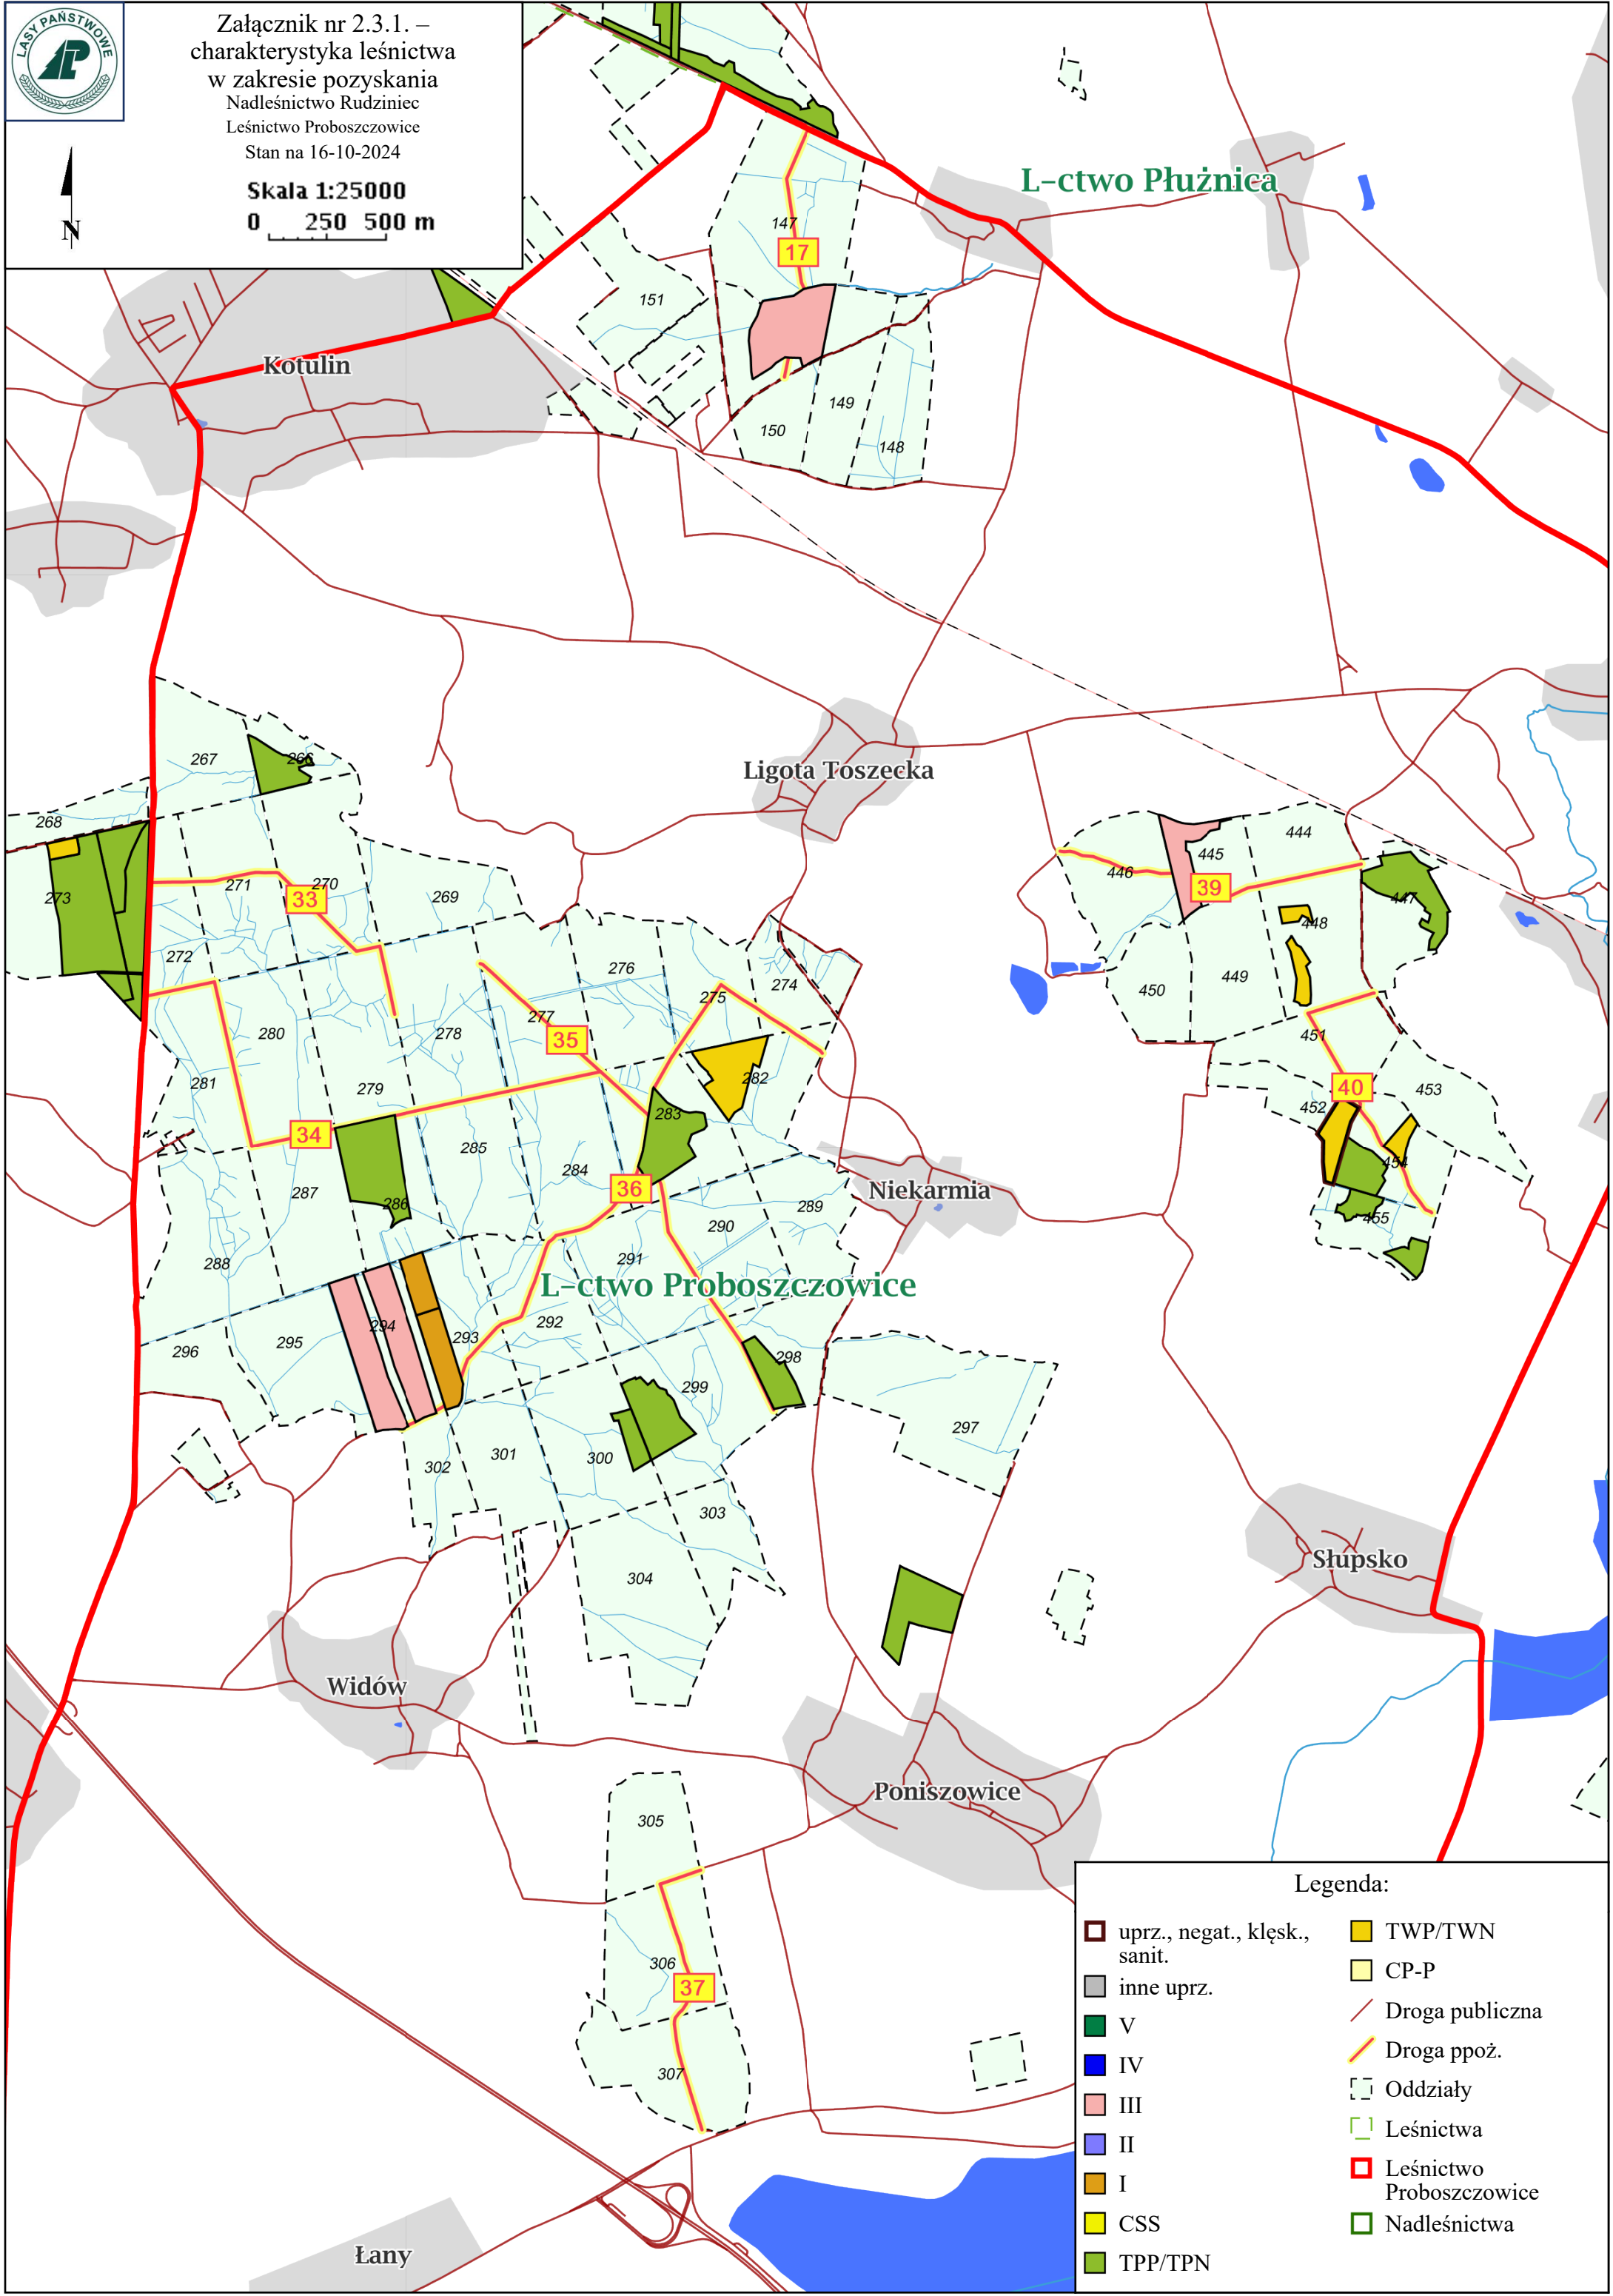 LASY PAŃSTWOWE
LP
Załącznik nr 2.3.1. –
charakterystyka leśnictwa
w zakresie pozyskania
Nadleśnictwo Rudziniec
Leśnictwo Proboszczowice
Stan na 16-10-2024
N
Skala 1:25000
0 250 500 m
L-ctwo Płużnica
147
17
151
Kotulin
149
150
148
267
266
Ligota Toszecka
268
444
445
446
39
271
270
33
269
273
447
448
272
276
274
275
449
450
277
280
278
35
451
282
281
279
40
453
452
283
34
285
284
454
36
Niekarmia
287
286
289
455
290
288
291
L-ctwo Proboszczowice
292
294
293
295
296
298
299
297
301
300
302
303
Słupsko
304
Widów
Poniszowice
305
306
37
307
Łany
Legenda:
uprz., negat., klęsk.,
sanit.
inne uprz.
V
IV
III
II
I
CSS
TPP/TPN
TWP/TWN
CP-P
Droga publiczna
Droga ppoż.
Oddziały
Leśnictwa
Leśnictwo
Proboszczowice
Nadleśnictwa